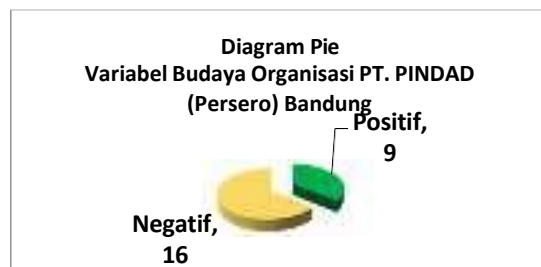 Diagram Pie
Variabel Budaya Organisasi PT. PINDAD
(Persero) Bandung
Positif,
9
Negatif,
16